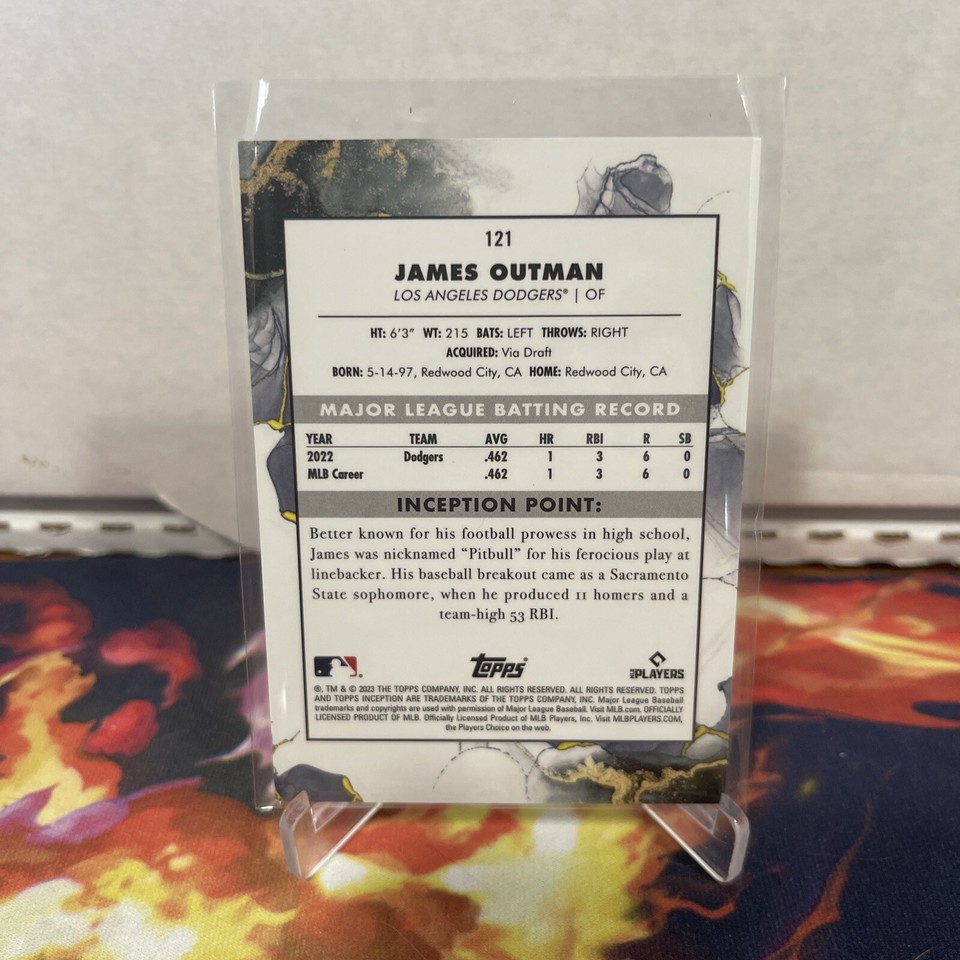 121
JAMES OUTMAN
LOS ANGELES DODGERS® | OF
HT: 6'3" WT: 215 BATS: LEFT THROWS: RIGHT
ACQUIRED: Via Draft
BORN: 5-14-97, Redwood City, CA HOME: Redwood City, CA
MAJOR LEAGUE BATTING RECORD
YEAR TEAM AVG HR RBI R SB
2022 Dodgers .462 1 3 6 0
MLB Career .462 1 3 6 0
INCEPTION POINT:
Better known for his football prowess in high school,
James was nicknamed “Pitbull” for his ferocious play at
linebacker. His baseball breakout came as a Sacramento
State sophomore, when he produced 11 homers and a
team-high 53 RBI.
topps® MLB PLAYERS
®, TM & © 2023 THE TOPPS COMPANY, INC. ALL RIGHTS RESERVED. ALL RIGHTS RESERVED. TOPPS
AND TOPPS INCEPTION ARE TRADEMARKS OF THE TOPPS COMPANY, INC. Major League Baseball
trademarks and copyrights are used with permission of Major League Baseball. Visit MLB.com. OFFICIALLY
LICENSED PRODUCT OF MLB. Officially Licensed Product of MLB Players, Inc. Visit MLBPLAYERS.COM,
the Players Choice on the web.